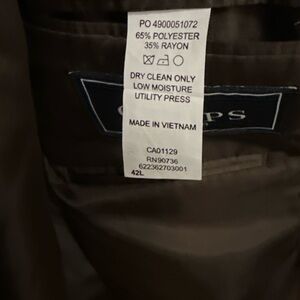 PO 4900051072
65% POLYESTER
35% RAYON
DRY CLEAN ONLY
LOW MOISTURE
UTILITY PRESS
MADE IN VIETNAM
CA01129
RN90736
622362703001
42L